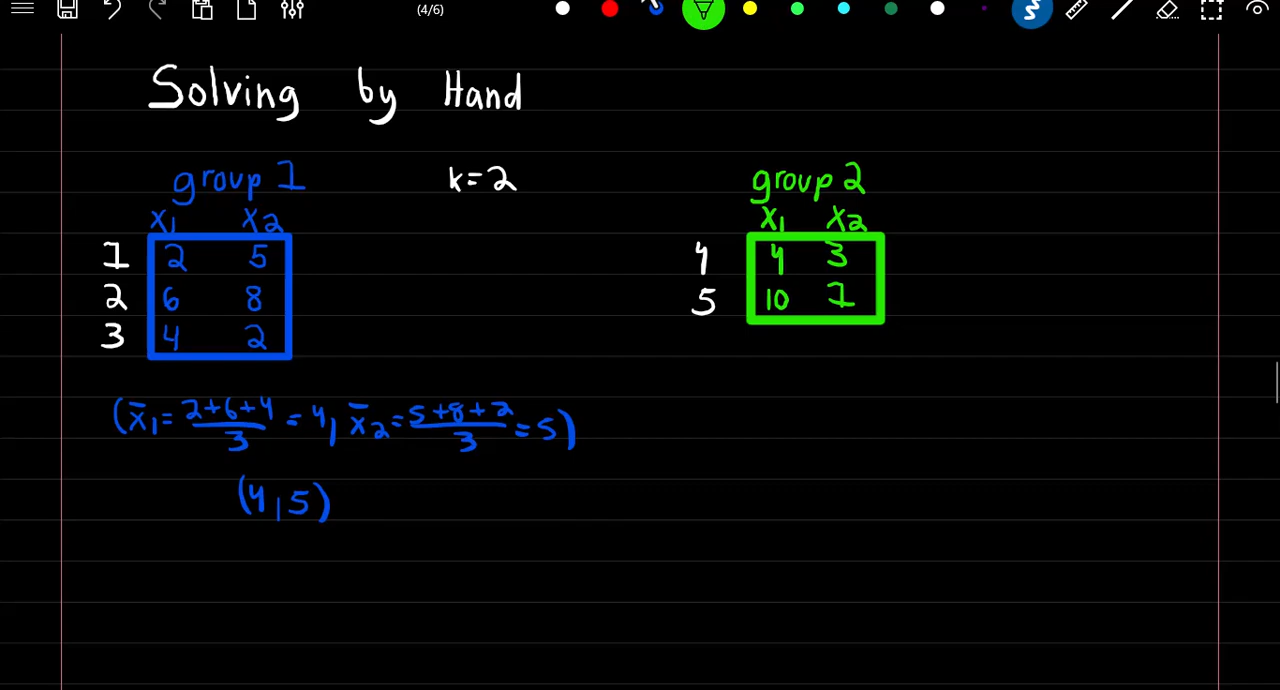 (4/6)
Solving by Hand
group 1
k=2
group 2
x₁ x₂
x₁ x₂
1 2 5
4 4 3
2 6 8
5 10 7
3 4 2
(x̄₁ = (2+6+4)/3 = 4, x̄₂ = (5+8+2)/3 = 5)
(4,5)